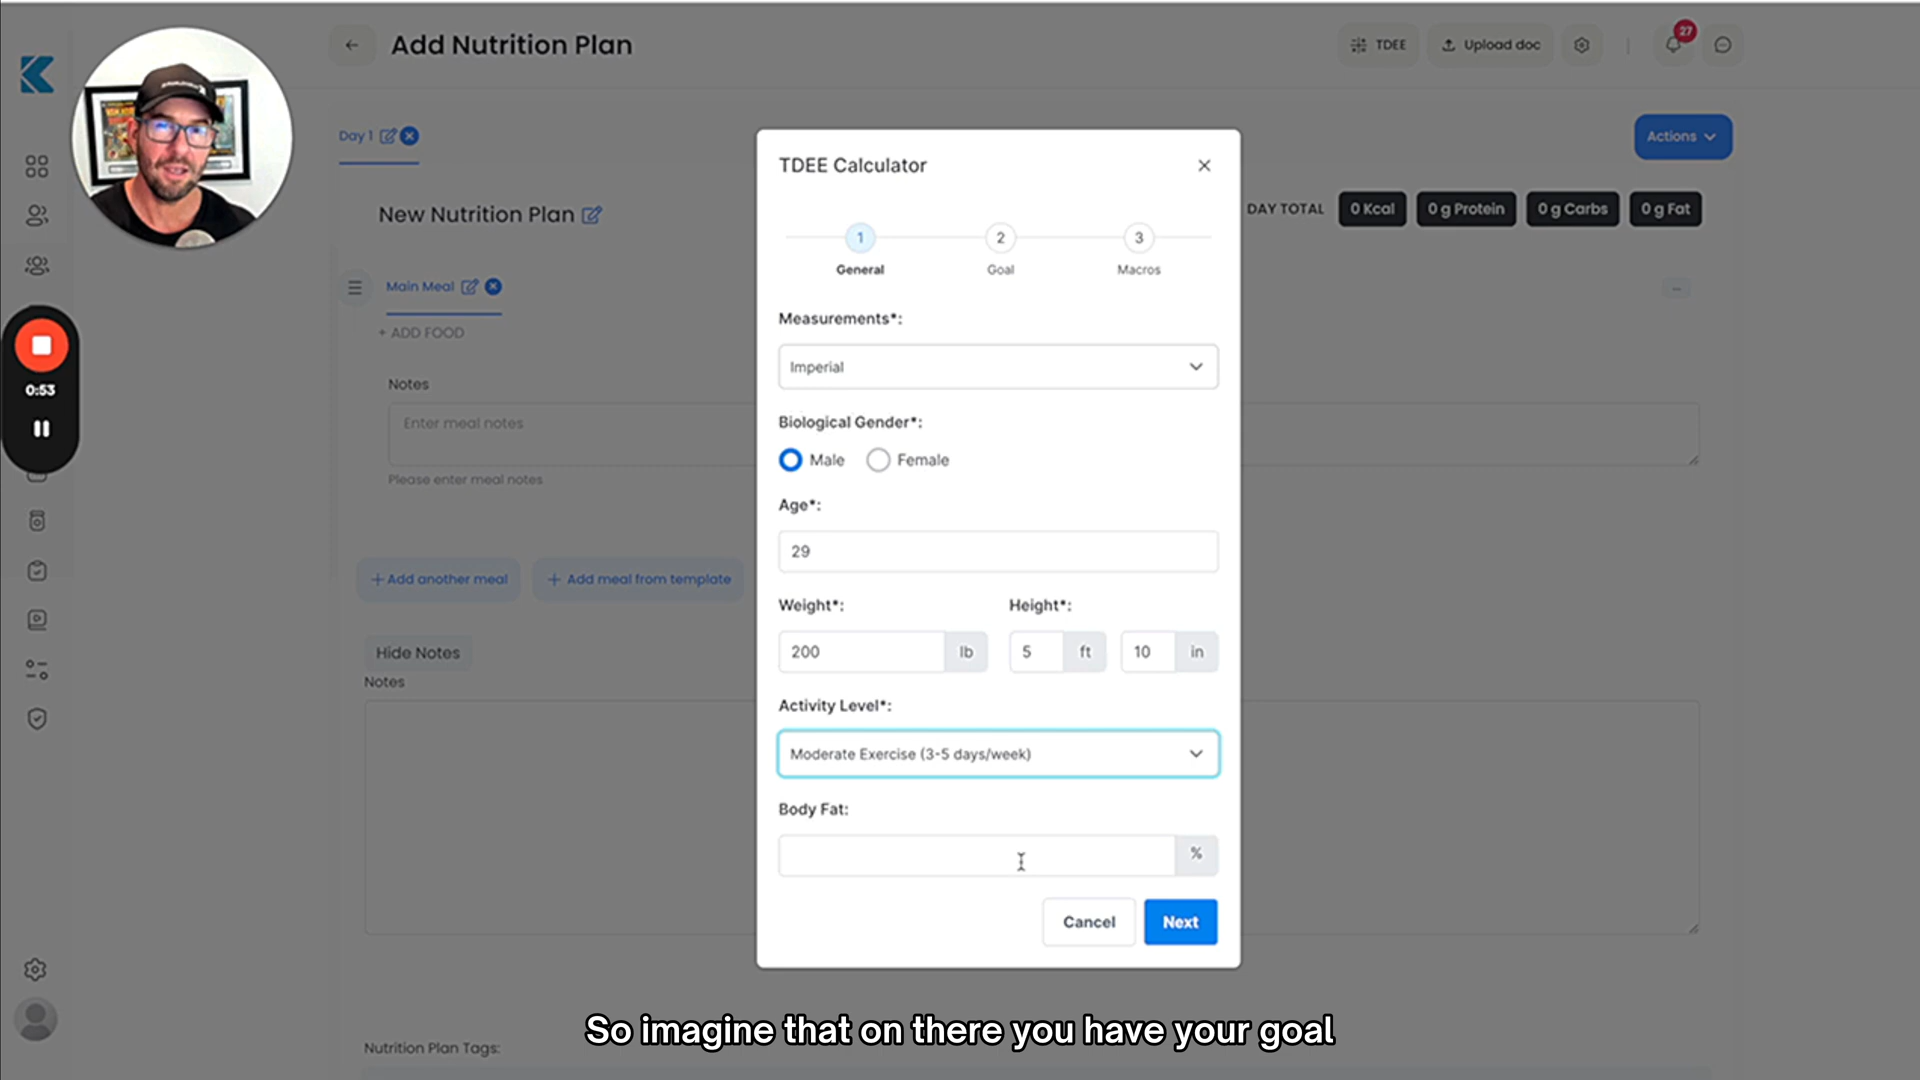 Add Nutrition Plan
TDEE
Upload doc
27
Day 1
Actions
New Nutrition Plan
DAY TOTAL
0 Kcal
0 g Protein
0 g Carbs
0 g Fat
Main Meal
+ ADD FOOD
Notes
Enter meal notes
Please enter meal notes
+ Add another meal
+ Add meal from template
Hide Notes
Notes
Nutrition Plan Tags:
0:53
TDEE Calculator
1
2
3
General
Goal
Macros
Measurements*:
Imperial
Biological Gender*:
Male
Female
Age*:
29
Weight*:
Height*:
200
lb
5
ft
10
in
Activity Level*:
Moderate Exercise (3-5 days/week)
Body Fat:
%
Cancel
Next
So imagine that on there you have your goal